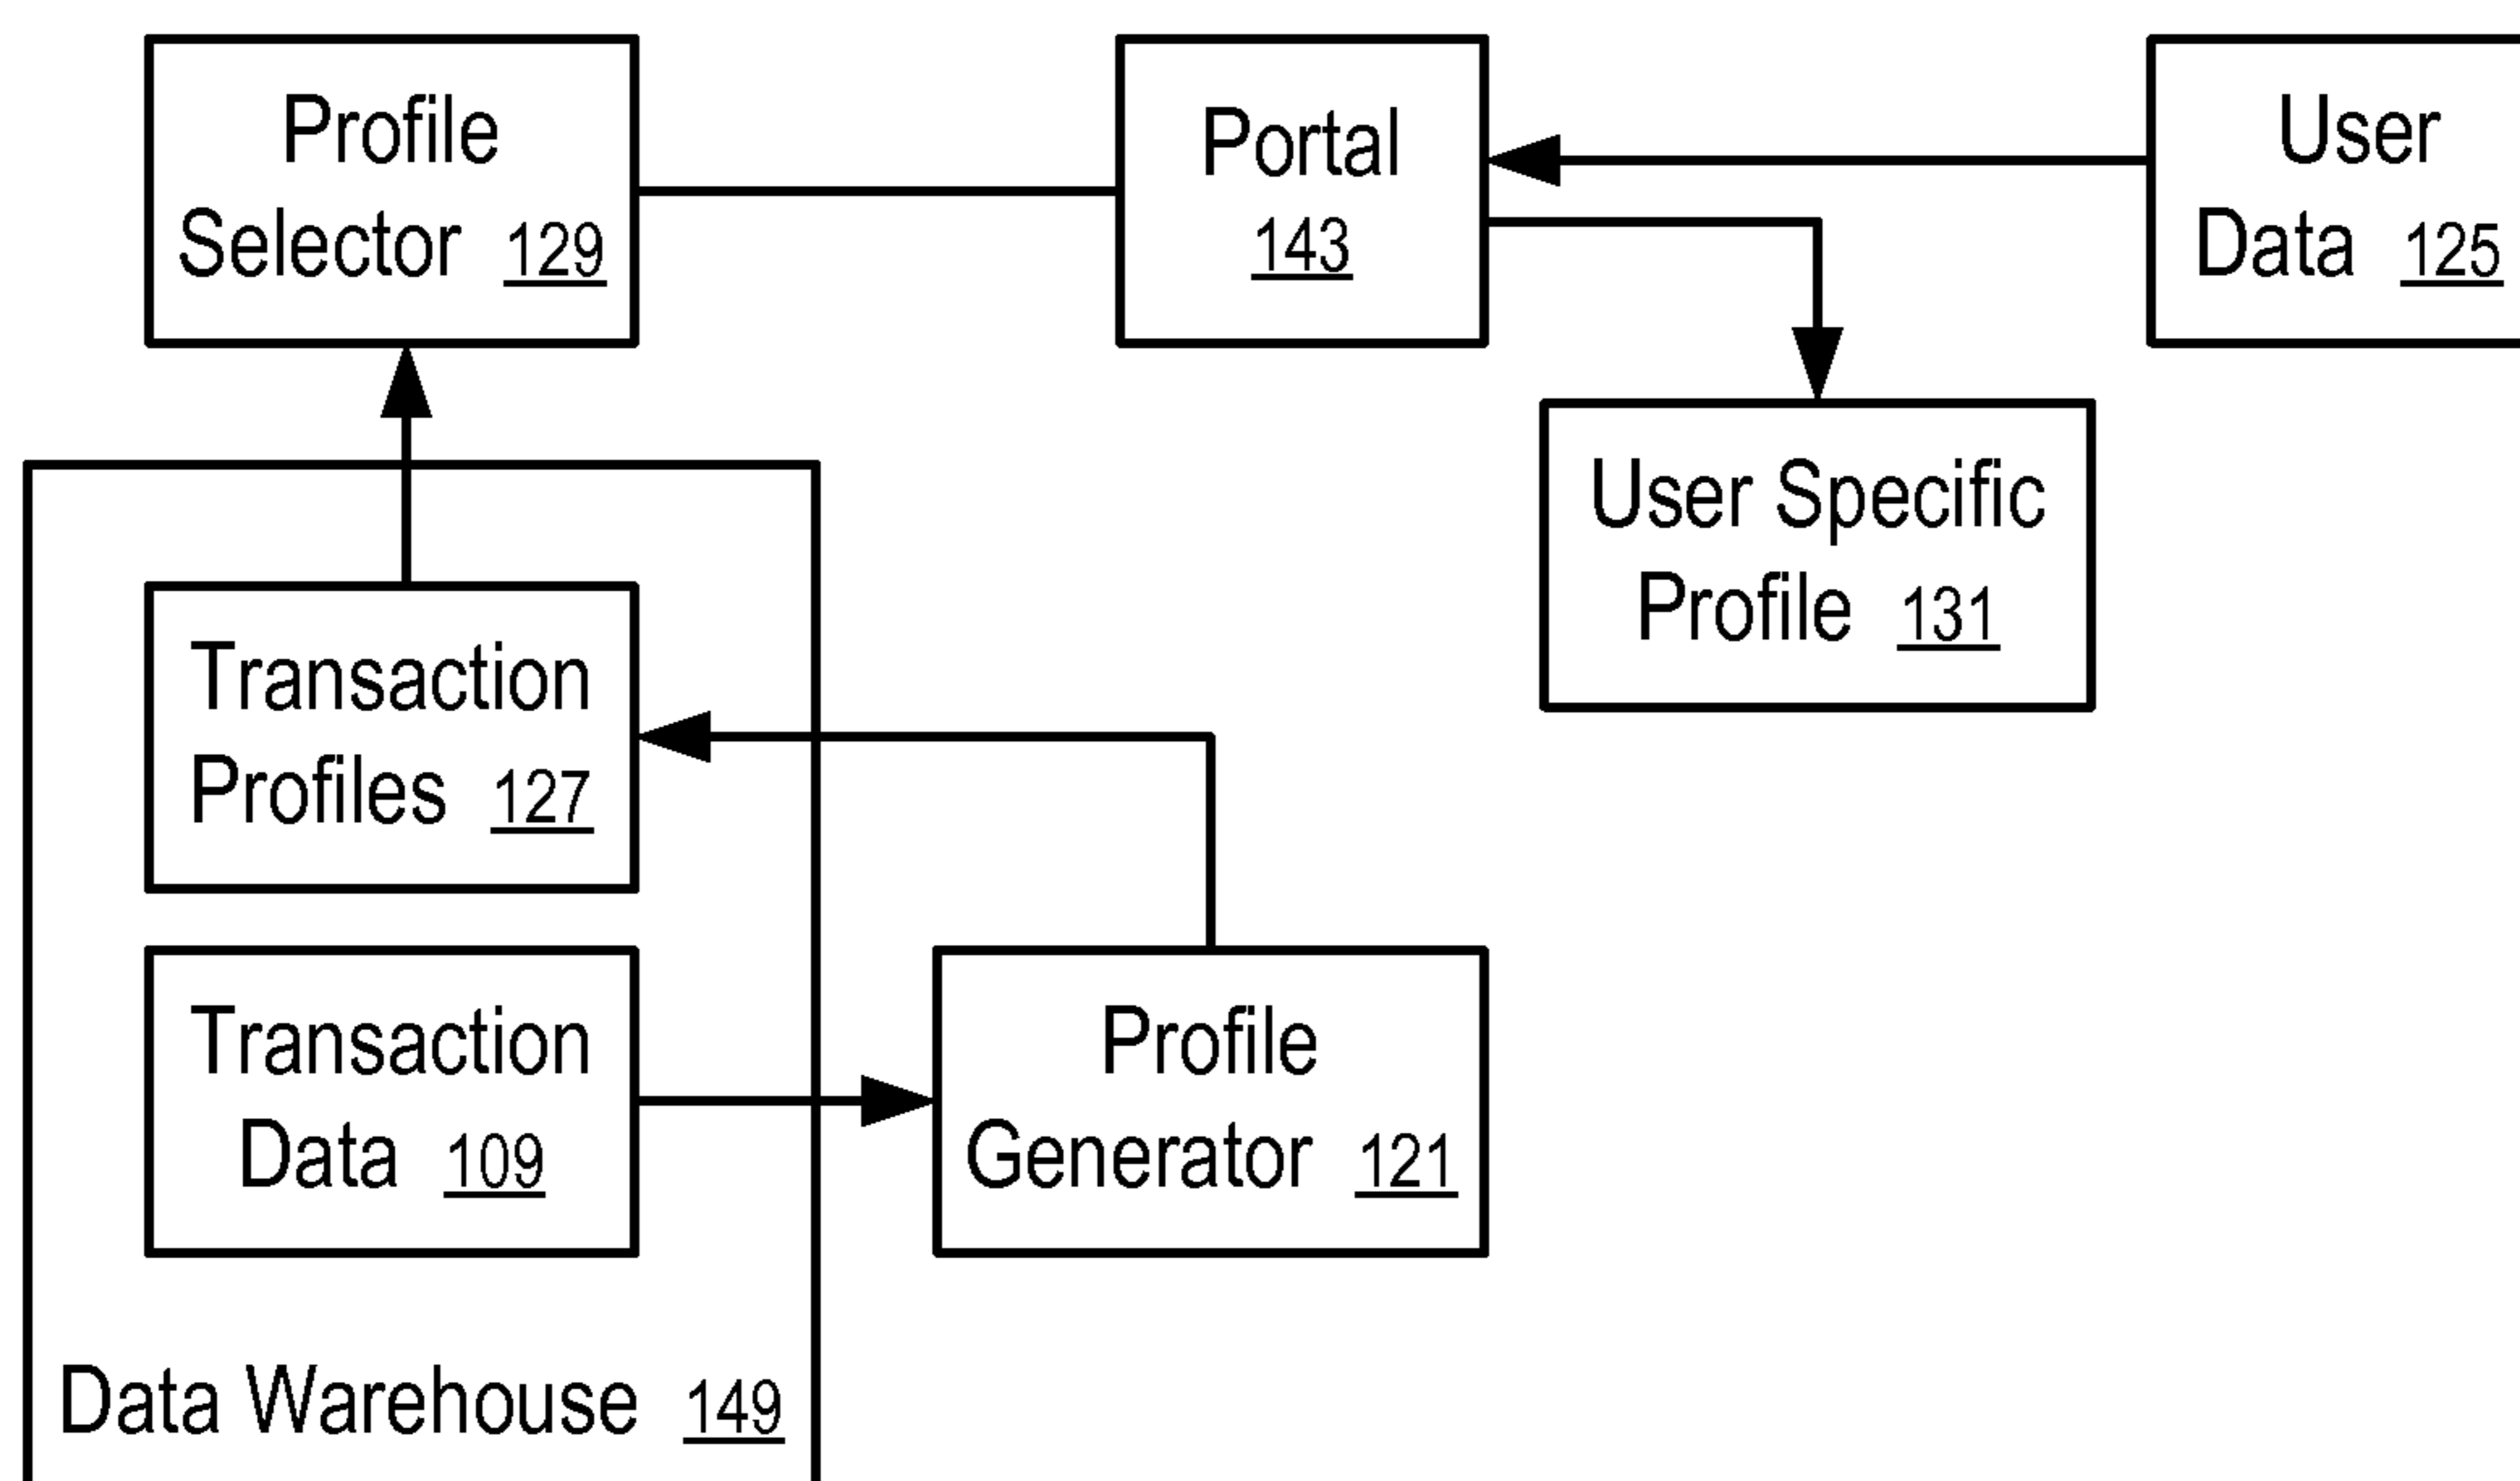 Profile
Selector 129
Portal
143
User
Data 125
User Specific
Profile 131
Transaction
Profiles 127
Transaction
Data 109
Profile
Generator 121
Data Warehouse 149